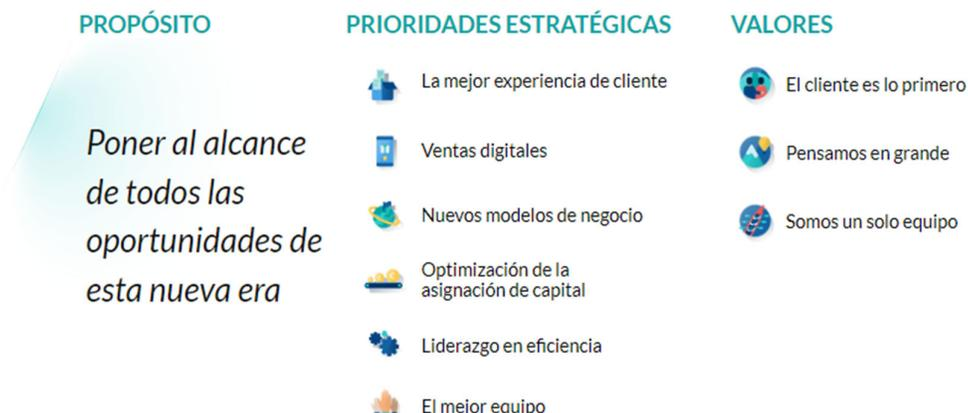 PROPÓSITO
Poner al alcance
de todos las
oportunidades de
esta nueva era
PRIORIDADES ESTRATÉGICAS
La mejor experiencia de cliente
Ventas digitales
Nuevos modelos de negocio
Optimización de la
asignación de capital
Liderazgo en eficiencia
El mejor equipo
VALORES
El cliente es lo primero
Pensamos en grande
Somos un solo equipo